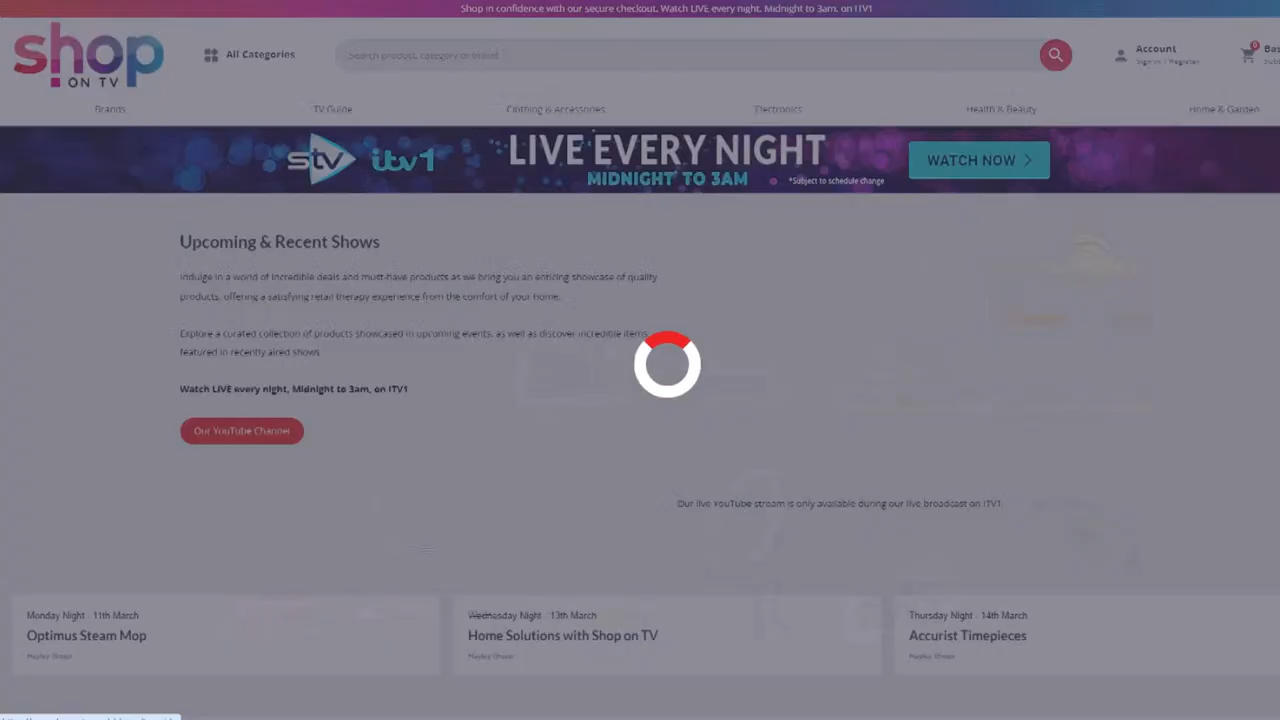 Shop in confidence with our secure checkout. Watch LIVE every night, Midnight to 3am, on ITV1
shop
ON TV
All Categories
Search product, category or brand
Account
Sign in / Register
0
Brands
TV Guide
Clothing & Accessories
Electronics
Health & Beauty
Home & Garden
stv
itv1
LIVE EVERY NIGHT
MIDNIGHT TO 3AM
*Subject to schedule change
WATCH NOW
Upcoming & Recent Shows
Indulge in a world of incredible deals and must-have products as we bring you an enticing showcase of quality
products, offering a satisfying retail therapy experience from the comfort of your home.
Explore a curated collection of products showcased in upcoming events, as well as discover incredible items
featured in recently aired shows
Watch LIVE every night, Midnight to 3am, on ITV1
Our YouTube Channel
Our live YouTube stream is only available during our live broadcast on ITV1.
Monday Night - 11th March
Optimus Steam Mop
Wednesday Night - 13th March
Home Solutions with Shop on TV
Thursday Night - 14th March
Accurist Timepieces